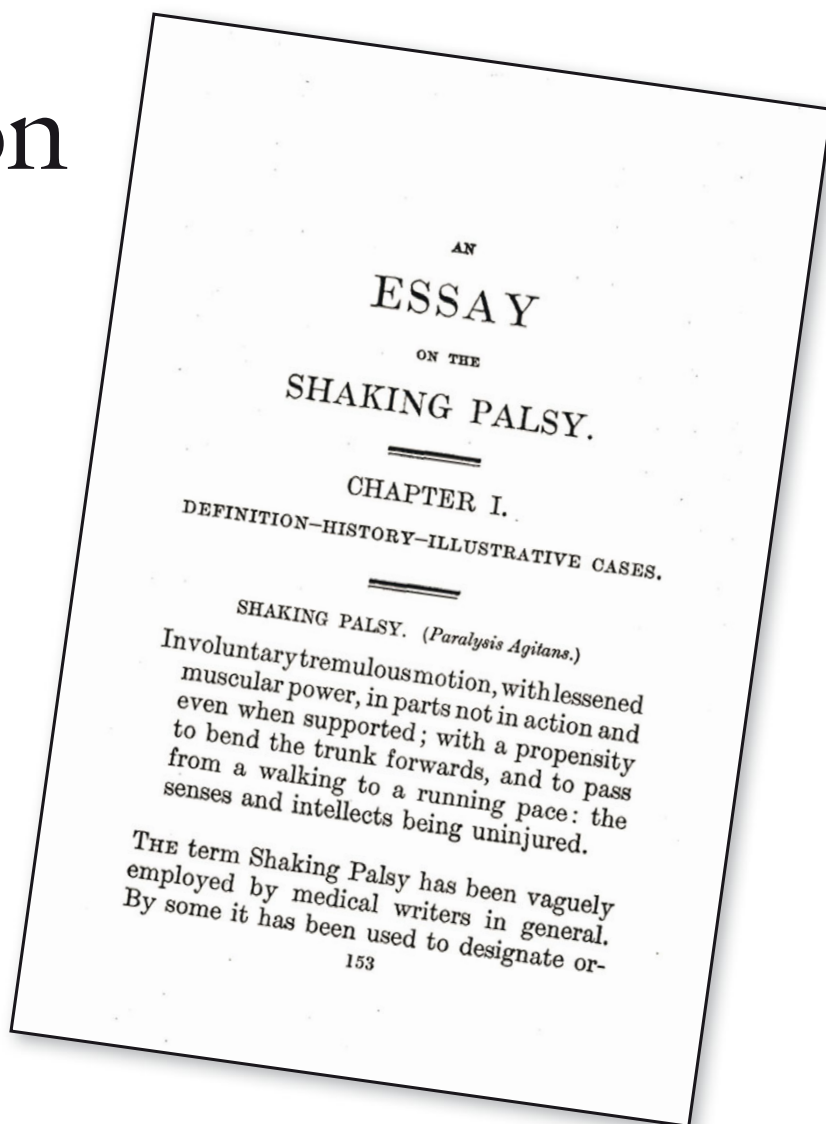 on
AN
ESSAY
ON THE
SHAKING PALSY.
CHAPTER I.
DEFINITION—HISTORY—ILLUSTRATIVE CASES.
SHAKING PALSY. (Paralysis Agitans.)
Involuntary tremulous motion, with lessened
muscular power, in parts not in action and
even when supported; with a propensity
to bend the trunk forwards, and to pass
from a walking to a running pace: the
senses and intellects being uninjured.
THE term Shaking Palsy has been vaguely
employed by medical writers in general.
By some it has been used to designate or-
153